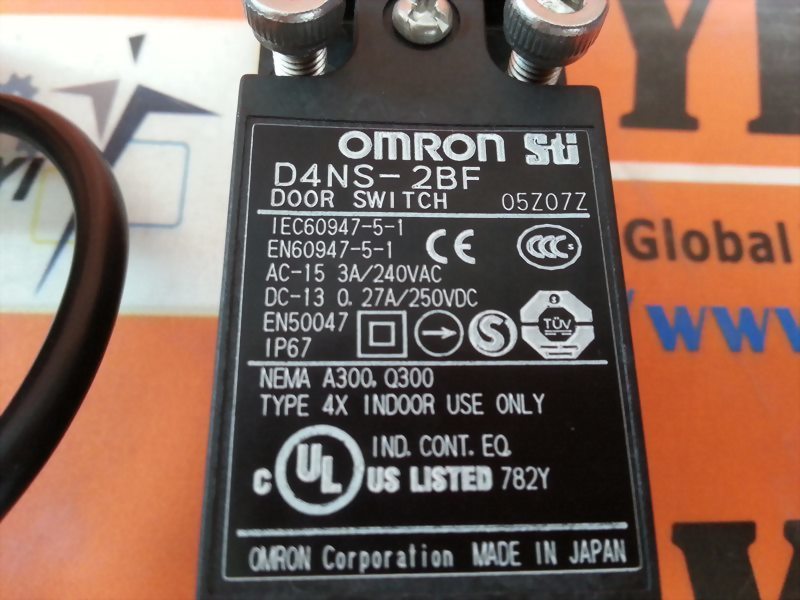 OMRON Sti
D4NS-2BF
DOOR SWITCH 05Z07Z
IEC60947-5-1
EN60947-5-1
CE
CCC S
AC-15 3A/240VAC
DC-13 0.27A/250VDC
EN50047
TÜV
IP67
NEMA A300, Q300
TYPE 4X INDOOR USE ONLY
IND. CONT. EQ.
c UL US LISTED 782Y
OMRON Corporation MADE IN JAPAN
Global
www